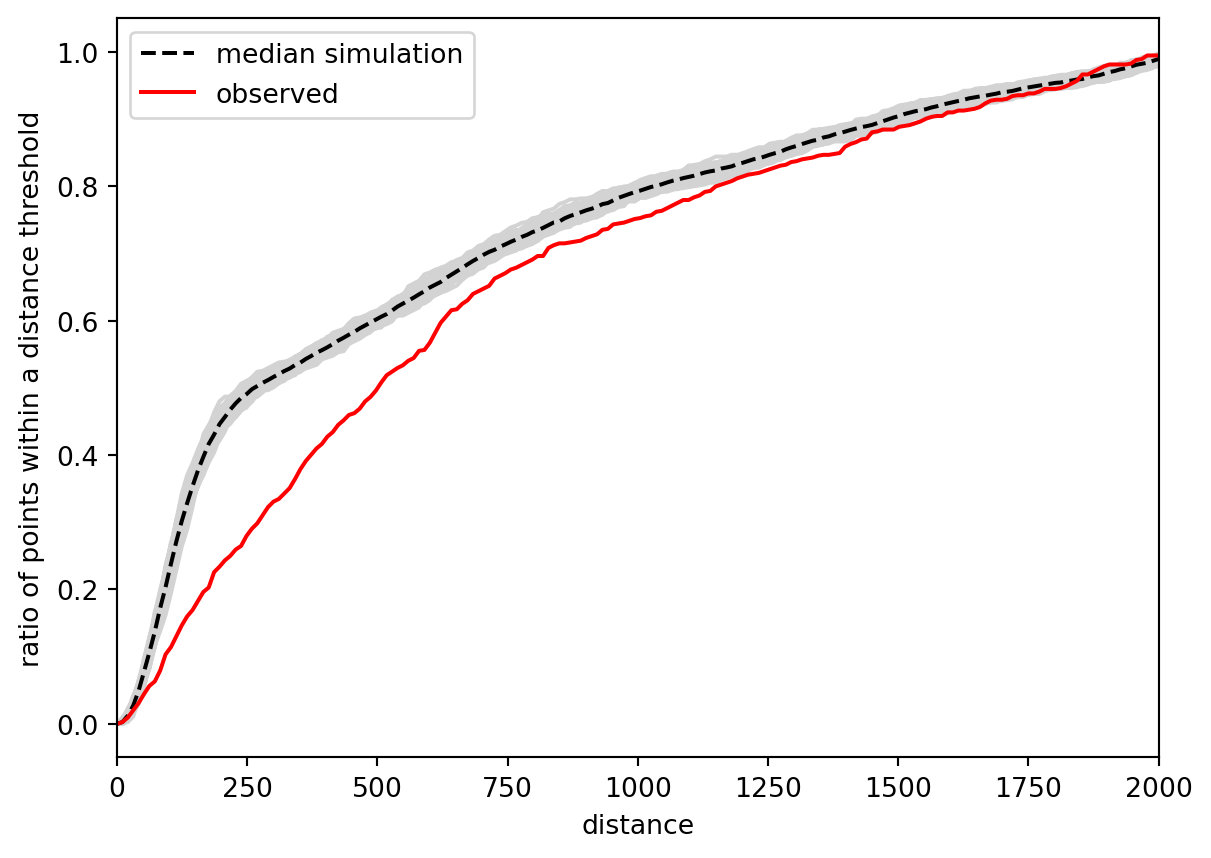 median simulation
observed
ratio of points within a distance threshold
1.0
0.8
0.6
0.4
0.2
0.0
0 250 500 750 1000 1250 1500 1750 2000
distance